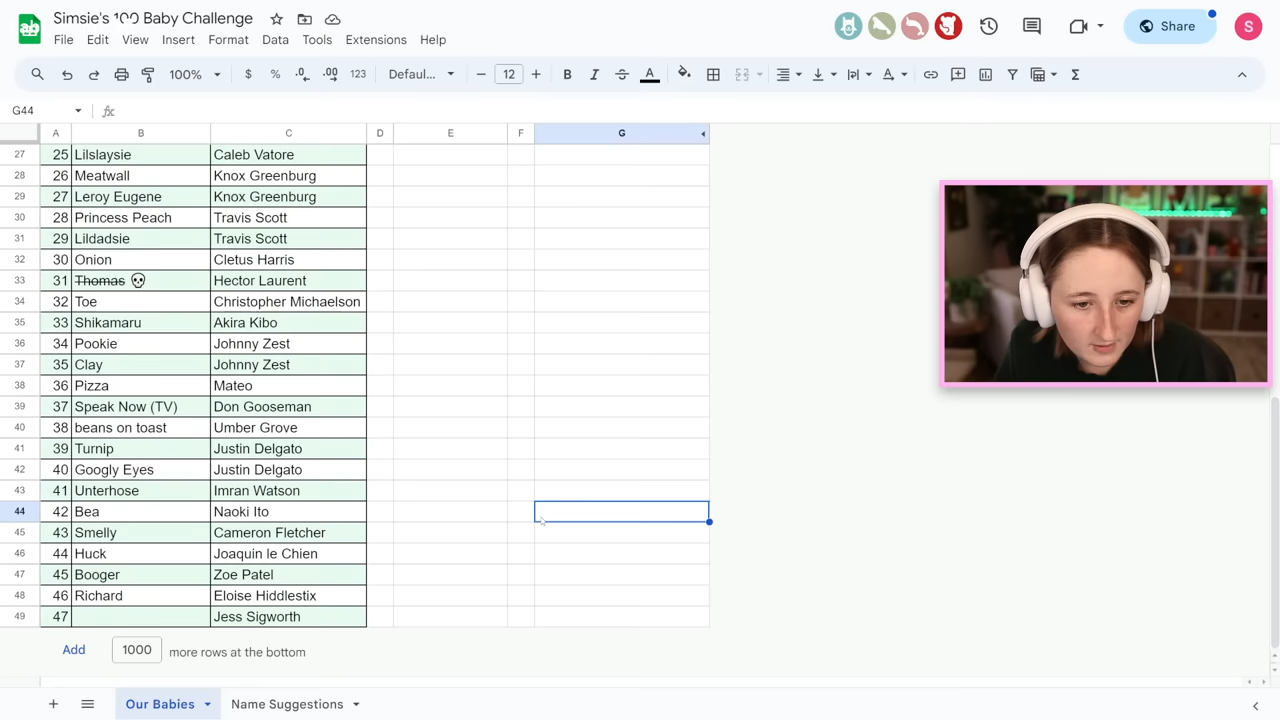 Simsie's 100 Baby Challenge
File Edit View Insert Format Data Tools Extensions Help
Share
S
100% $ % .0 .00 123 Defaul... 12 B I A
G44 fx
A B C D E F G
27 25 Lilslaysie Caleb Vatore
28 26 Meatwall Knox Greenburg
29 27 Leroy Eugene Knox Greenburg
30 28 Princess Peach Travis Scott
31 29 Lildadsie Travis Scott
32 30 Onion Cletus Harris
33 31 Thomas 💀 Hector Laurent
34 32 Toe Christopher Michaelson
35 33 Shikamaru Akira Kibo
36 34 Pookie Johnny Zest
37 35 Clay Johnny Zest
38 36 Pizza Mateo
39 37 Speak Now (TV) Don Gooseman
40 38 beans on toast Umber Grove
41 39 Turnip Justin Delgato
42 40 Googly Eyes Justin Delgato
43 41 Unterhose Imran Watson
44 42 Bea Naoki Ito
45 43 Smelly Cameron Fletcher
46 44 Huck Joaquin le Chien
47 45 Booger Zoe Patel
48 46 Richard Eloise Hiddlestix
49 47 Jess Sigworth
Add 1000 more rows at the bottom
Our Babies Name Suggestions